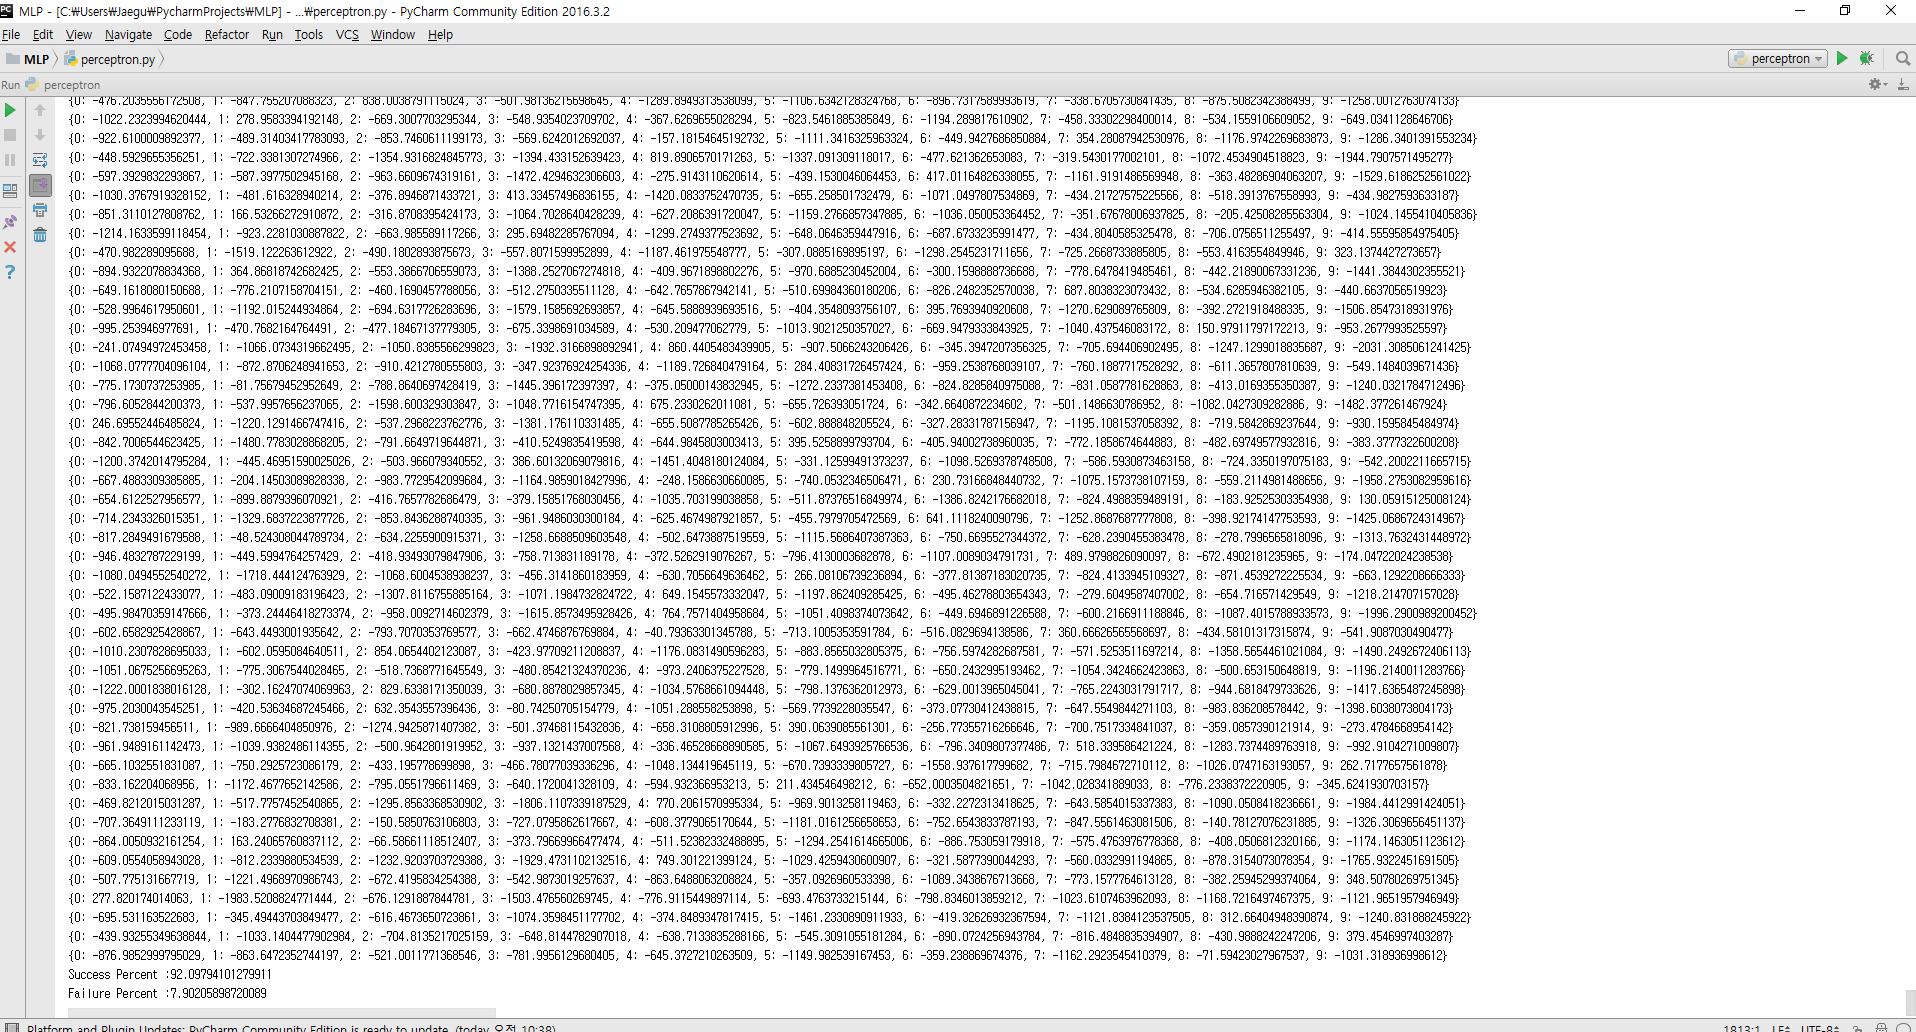 MLP - [C:₩Users₩Jaegu₩PycharmProjects₩MLP] - ...₩perceptron.py - PyCharm Community Edition 2016.3.2
File Edit View Navigate Code Refactor Run Tools VCS Window Help
MLP perceptron.py perceptron
Run perceptron
{0: -476.2035556172508, 1: -847.755207088323, 2: 838.0038791115024, 3: -501.98136215698645, 4: -1289.8949313538099, 5: -1106.6342128324768, 6: -896.7317589993619, 7: -338.670573084​1435, 8: -875.5082342388499, 9: -1258.0012763074133}
{0: -1022.2323994620444, 1: 278.9583394192148, 2: -669.3007703295344, 3: -548.9354023709702, 4: -367.6269655028294, 5: -823.5461885385849, 6: -1194.289817610902, 7: -458.33302298400014, 8: -534.1559106609052, 9: -649.0341128646706}
{0: -922.6100009892377, 1: -489.31403417783093, 2: -853.7460611199173, 3: -569.6242012692037, 4: -157.18154645192732, 5: -1111.3416325963324, 6: -449.9427686850884, 7: 354.28087942530976, 8: -1176.9742269683873, 9: -1286.3401391553234}
{0: -448.5929655356251, 1: -722.3381307274966, 2: -1354.9316824845773, 3: -1394.433152639423, 4: 819.8906570171263, 5: -1337.091309118017, 6: -477.621362653083, 7: -319.5430177002101, 8: -1072.4534904518823, 9: -1944.7907571495277}
{0: -597.3929832293867, 1: -587.3977502945168, 2: -963.6609674319161, 3: -1472.4294632306603, 4: -275.9143110620614, 5: -439.1530046064453, 6: 417.01164826338055, 7: -1161.9191486569948, 8: -363.48286904063207, 9: -1529.6186252561022}
{0: -1030.3767919328152, 1: -481.616328940214, 2: -376.8946871433721, 3: 413.33457496836155, 4: -1420.0833752470735, 5: -655.258501732479, 6: -1071.0497807534869, 7: -434.21727575225566, 8: -518.3913767558993, 9: -434.9827593633187}
{0: -851.3110127808762, 1: 166.53266272910872, 2: -316.8708395424173, 3: -1064.7028640428239, 4: -627.2086391720047, 5: -1159.2766857347885, 6: -1036.050053364452, 7: -351.67678006937825, 8: -205.42508285563304, 9: -1024.1455410405836}
{0: -1214.1633599118454, 1: -923.2281030887822, 2: -663.985589117266, 3: 295.69482285767094, 4: -1299.2749377523692, 5: -648.0646359447916, 6: -687.6733235991477, 7: -434.8040585325478, 8: -706.0756511255497, 9: -414.55595854975405}
{0: -470.982289095688, 1: -1519.122263612922, 2: -490.1802893875673, 3: -557.8071599952899, 4: -1187.461975548777, 5: -307.0885169895197, 6: -1298.2545231711656, 7: -725.2668733885805, 8: -553.4163554849946, 9: 323.1374427273657}
{0: -894.9322078834368, 1: 364.86818742682425, 2: -553.3866706559073, 3: -1388.2527067274818, 4: -409.9671898802276, 5: -970.6885230452004, 6: -300.1598888736688, 7: -778.6478419485461, 8: -442.21890067331236, 9: -1441.3844302355521}
{0: -649.1618080150688, 1: -776.2107158704151, 2: -460.1690457788056, 3: -512.2750335511128, 4: -642.7657867942141, 5: -510.69984360180206, 6: -826.2482352570038, 7: 687.8038323073432, 8: -534.6285946382105, 9: -440.6637056519923}
{0: -528.9964617950601, 1: -1192.015244934864, 2: -694.6317726283696, 3: -1579.1585692693857, 4: -645.5888939693516, 5: -404.3548093756107, 6: 395.7693940920608, 7: -1270.629089765809, 8: -392.2721918488335, 9: -1506.8547318931976}
{0: -995.253946977691, 1: -470.7682164764491, 2: -477.18467137779305, 3: -675.3398691034589, 4: -530.209477062779, 5: -1013.9021250357027, 6: -669.9479333843925, 7: -1040.437546083172, 8: 150.97911797172213, 9: -953.2677993525597}
{0: -241.07494972453458, 1: -1066.0734319662495, 2: -1050.8385566299823, 3: -1932.3166898892941, 4: 860.4405483439905, 5: -907.5066243206426, 6: -345.3947207356325, 7: -705.694406902495, 8: -1247.1299018835687, 9: -2031.3085061241425}
{0: -1068.0777704096104, 1: -872.8706248941653, 2: -910.4212780555803, 3: -347.92376924254336, 4: -1189.726840479164, 5: 284.40831726457424, 6: -959.2538768039107, 7: -760.1887717528292, 8: -611.3657807810639, 9: -549.1484039671436}
{0: -775.1730737253985, 1: -81.75679452952649, 2: -788.8640697428419, 3: -1445.396172397397, 4: -375.05000143832945, 5: -1272.2337381453408, 6: -824.8285840975088, 7: -831.0587781628863, 8: -413.0169355350387, 9: -1240.0321784712496}
{0: -796.6052844200373, 1: -537.9957656237065, 2: -1598.600329303847, 3: -1048.7716154747395, 4: 675.2330262011081, 5: -655.726393051724, 6: -342.6640872234602, 7: -501.1486630786952, 8: -1082.0427309282886, 9: -1482.377261467924}
{0: 246.69552446485824, 1: -1220.1291466747416, 2: -537.2968223762776, 3: -1381.176110331485, 4: -655.5087785265426, 5: -602.888848205524, 6: -327.28331787156947, 7: -1195.1081537058392, 8: -719.5842869237644, 9: -930.1595845484974}
{0: -842.7006544623425, 1: -1480.7783028868205, 2: -791.6649719644871, 3: -410.5249835419598, 4: -644.9845803003413, 5: 395.5258899793704, 6: -405.94002738960035, 7: -772.1858674644883, 8: -482.69749577932816, 9: -383.3777322600208}
{0: -1200.3742014795284, 1: -445.46951590025026, 2: -503.966079340552, 3: 386.60132069079816, 4: -1451.4048180124084, 5: -331.12599491373237, 6: -1098.5269378748508, 7: -586.5930873463158, 8: -724.3350197075183, 9: -542.2002211665715}
{0: -667.4883309385885, 1: -204.14503089828338, 2: -983.7729542099684, 3: -1164.9859018427996, 4: -248.1586630660085, 5: -740.0532346506471, 6: 230.73166848440732, 7: -1075.1573738107159, 8: -559.2114981488656, 9: -1958.2753082959616}
{0: -654.6122527956577, 1: -899.8879396070921, 2: -416.7657782686479, 3: -379.15851768030456, 4: -1035.703199038858, 5: -511.87376516849974, 6: -1386.8242176682018, 7: -824.4988359489191, 8: -183.92525303354938, 9: 130.05915125008124}
{0: -714.2343326015351, 1: -1329.6837223877726, 2: -853.8436288740335, 3: -961.9486030300184, 4: -625.4674987921857, 5: -455.7979705472569, 6: 641.1118240090796, 7: -1252.8687687777808, 8: -398.92174147753593, 9: -1425.0686724314967}
{0: -817.2849491679588, 1: -48.524308044789734, 2: -634.2255900915371, 3: -1258.6688509603548, 4: -502.6473887519559, 5: -1115.5686407387363, 6: -750.6695527344372, 7: -628.2390455383478, 8: -278.7996565818096, 9: -1313.7632431448972}
{0: -946.4832787229199, 1: -449.5994764257429, 2: -418.93493079847906, 3: -758.713831189178, 4: -372.5262919076267, 5: -796.4130003682878, 6: -1107.0089034791731, 7: 489.9798826090097, 8: -672.4902181235965, 9: -174.04722024238538}
{0: -1080.0494552540272, 1: -1718.444124763929, 2: -1068.6004538938237, 3: -456.3141860183959, 4: -630.7056649636462, 5: 266.08106739236894, 6: -377.81387183020735, 7: -824.4133945109327, 8: -871.4539272225534, 9: -663.1292208666333}
{0: -522.1587122433077, 1: -483.09009183196423, 2: -1307.8116755885164, 3: -1071.1984732824722, 4: 649.1545573332047, 5: -1197.862409285425, 6: -495.46278803654343, 7: -279.6049587407002, 8: -654.716571429549, 9: -1218.214707157028}
{0: -495.98470359147666, 1: -373.24446418273374, 2: -958.0092714602379, 3: -1615.8573495928426, 4: 764.7571404958684, 5: -1051.4098374073642, 6: -449.6946891226588, 7: -600.2166911188846, 8: -1087.4015788933573, 9: -1996.2900989200452}
{0: -602.6582925428867, 1: -643.4493001935642, 2: -793.7070353769577, 3: -662.4746876769884, 4: -40.79363301345788, 5: -713.1005353591784, 6: -516.0829694138586, 7: 360.66626565568697, 8: -434.58101317315874, 9: -541.9087030490477}
{0: -1010.2307828695033, 1: -602.0595084640511, 2: 854.0654402123087, 3: -423.97709211208837, 4: -1176.0831490596283, 5: -883.8565032805375, 6: -756.5974282687581, 7: -571.5253511697214, 8: -1358.5654461021084, 9: -1490.2492672406113}
{0: -1051.0675256695263, 1: -775.3067544028465, 2: -518.7368771645549, 3: -480.85421324370236, 4: -973.2406375227528, 5: -779.1499964516771, 6: -650.2432995193462, 7: -1054.3424662423863, 8: -500.653150648819, 9: -1196.2140011283766}
{0: -1222.0001838016128, 1: -302.16247074069963, 2: 829.6338171350039, 3: -680.8878029857345, 4: -1034.5768661094448, 5: -798.1376362012973, 6: -629.0013965045041, 7: -765.2243031791717, 8: -944.6818479733626, 9: -1417.6365487245898}
{0: -975.2030043545251, 1: -420.53634687245466, 2: 632.3543557396436, 3: -80.74250705154779, 4: -1051.288558253898, 5: -569.7739228035547, 6: -373.07730412438815, 7: -647.5549844271103, 8: -983.836208578442, 9: -1398.6038073804173}
{0: -821.738159456511, 1: -989.6666404850976, 2: -1274.9425871407382, 3: -501.37468115432836, 4: -658.3108805912996, 5: 390.0639085561301, 6: -256.77355716266646, 7: -700.7517334841037, 8: -359.0857390121914, 9: -273.4784668954142}
{0: -961.9489161142473, 1: -1039.9382486114355, 2: -500.9642801919952, 3: -937.1321437007568, 4: -336.46528668890585, 5: -1067.6493925766536, 6: -796.3409807377486, 7: 518.339586421224, 8: -1283.7374489763918, 9: -992.9104271009807}
{0: -665.1032551831087, 1: -750.2925723086179, 2: -433.195778699898, 3: -466.78077039336296, 4: -1048.134419645119, 5: -670.7393339805727, 6: -1558.937617799682, 7: -715.7984672710112, 8: -1026.0747163193057, 9: 262.7177657561878}
{0: -833.162204068956, 1: -1172.4677652142586, 2: -795.0551796611469, 3: -640.172004132​8109, 4: -594.932366953213, 5: 211.434546498212, 6: -652.0003504821651, 7: -1042.028341889033, 8: -776.2338372220905, 9: -345.6241930703157}
{0: -469.8212015031287, 1: -517.7757452540865, 2: -1295.8563368530902, 3: -1806.1107339187529, 4: 770.2061570995334, 5: -969.9013258119463, 6: -332.2272313418625, 7: -643.5854015337383, 8: -1090.0508418236661, 9: -1984.4412991424051}
{0: -707.3649111233119, 1: -183.2776832708381, 2: -150.5850763106803, 3: -727.0795862617667, 4: -608.3779065170644, 5: -1181.0161256658653, 6: -752.6543833787193, 7: -847.5561463081506, 8: -140.78127076231885, 9: -1326.3069656451137}
{0: -864.0050932161254, 1: 163.24065760837112, 2: -66.58661118512407, 3: -373.79669966477474, 4: -511.52382332488895, 5: -1294.2541614665006, 6: -886.753059179918, 7: -575.4763976778368, 8: -408.0506812320166, 9: -1174.1463051123612}
{0: -609.0554058943028, 1: -812.2339880534539, 2: -1232.9203703729388, 3: -1929.4731102132516, 4: 749.301221399124, 5: -1029.4259430600907, 6: -321.5877390044293, 7: -560.0332991194865, 8: -878.3154073078354, 9: -1765.9322451691505}
{0: -507.775131667719, 1: -1221.4968970986743, 2: -672.4195834254388, 3: -542.9873019257637, 4: -863.6488063208824, 5: -357.0926960533398, 6: -1089.3438676713668, 7: -773.1577764613128, 8: -382.25945299374064, 9: 348.50780269751345}
{0: 277.820174014063, 1: -1983.5208824771444, 2: -676.1291887844781, 3: -1503.476560269745, 4: -776.9115449897114, 5: -693.4763733215144, 6: -798.8346013859212, 7: -1023.6107463962093, 8: -1168.7216497467375, 9: -1121.9651957946949}
{0: -695.531163522683, 1: -345.49443703849477, 2: -616.4673650723861, 3: -1074.3598451177702, 4: -374.8489347817415, 5: -1461.2330890911933, 6: -419.32626932367594, 7: -1121.8384123537505, 8: 312.66404948390874, 9: -1240.831888245922}
{0: -439.93255349638844, 1: -1033.1404477902984, 2: -704.8135217025159, 3: -648.8144782907018, 4: -638.7133835288166, 5: -545.3091055181284, 6: -890.0724256943784, 7: -816.4848835394907, 8: -430.9888242247206, 9: 379.4546997403287}
{0: -876.9852999795029, 1: -863.6472352744197, 2: -521.0011771368546, 3: -781.9956129680405, 4: -645.3727210263509, 5: -1149.982539167453, 6: -359.238869674376, 7: -1162.2923545410379, 8: -71.59423027967537, 9: -1031.318936998612}
Success Percent :92.09794101279911
Failure Percent :7.90205898720089
Platform and Plugin Updates: PyCharm Community Edition is ready to update. (today 오전 10:38) 1813:1 LF UTF-8